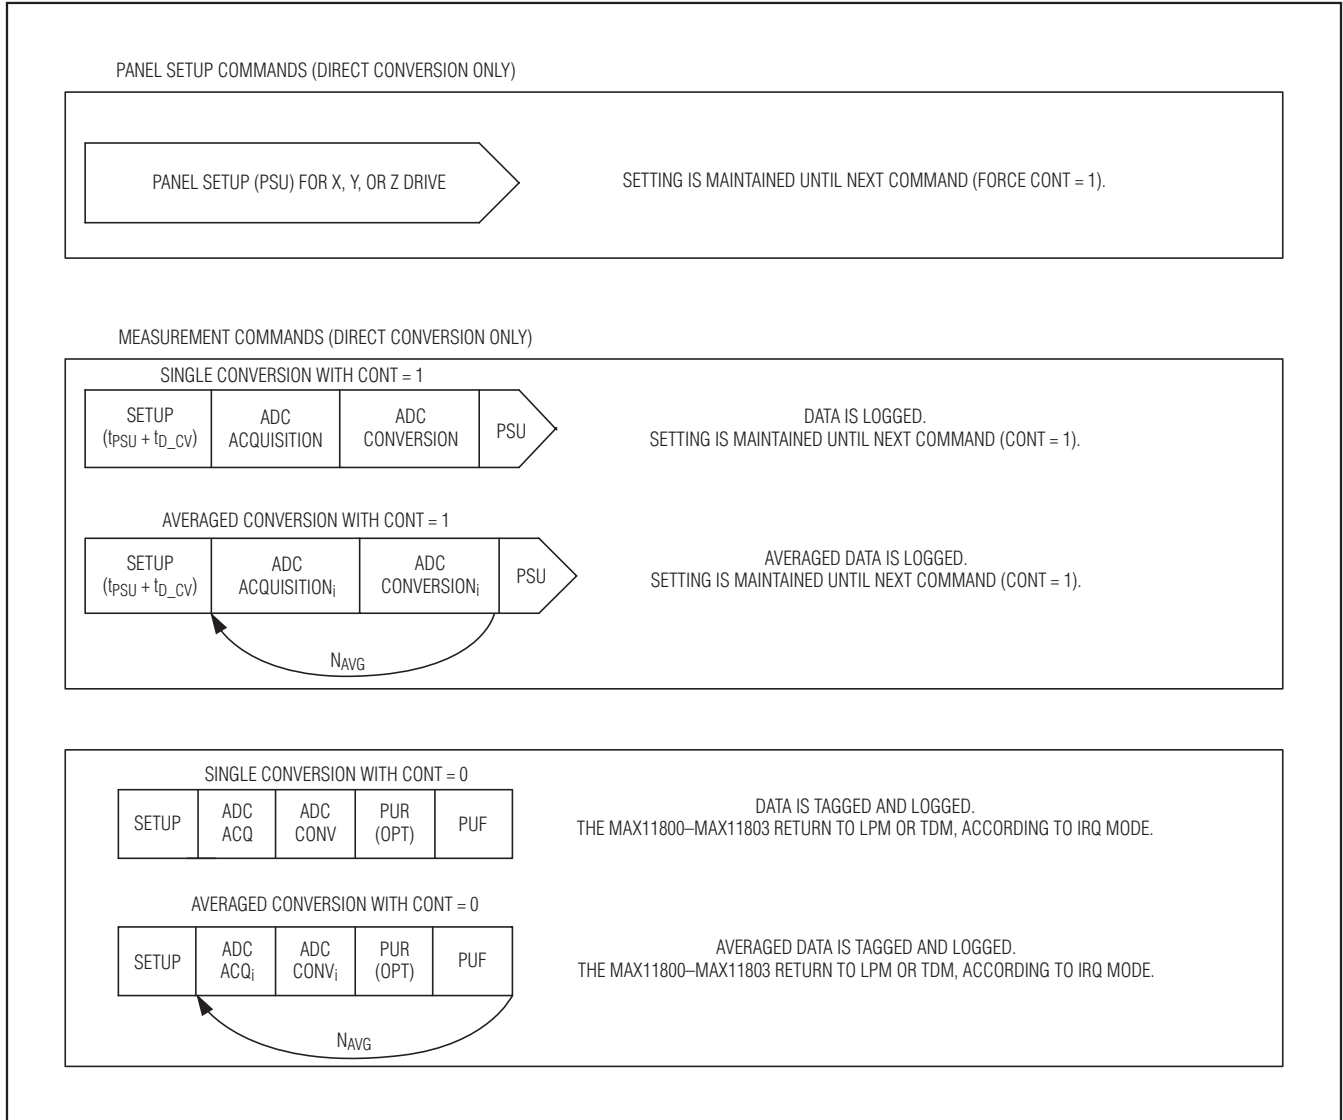 PANEL SETUP COMMANDS (DIRECT CONVERSION ONLY)
PANEL SETUP (PSU) FOR X, Y, OR Z DRIVE
SETTING IS MAINTAINED UNTIL NEXT COMMAND (FORCE CONT = 1).
MEASUREMENT COMMANDS (DIRECT CONVERSION ONLY)
SINGLE CONVERSION WITH CONT = 1
SETUP
(tPSU + tD_CV)
ADC
ACQUISITION
ADC
CONVERSION
PSU
DATA IS LOGGED.
SETTING IS MAINTAINED UNTIL NEXT COMMAND (CONT = 1).
AVERAGED CONVERSION WITH CONT = 1
SETUP
(tPSU + tD_CV)
ADC
ACQUISITIONi
ADC
CONVERSIONi
PSU
NAVG
AVERAGED DATA IS LOGGED.
SETTING IS MAINTAINED UNTIL NEXT COMMAND (CONT = 1).
SINGLE CONVERSION WITH CONT = 0
SETUP
ADC
ACQ
ADC
CONV
PUR
(OPT)
PUF
DATA IS TAGGED AND LOGGED.
THE MAX11800–MAX11803 RETURN TO LPM OR TDM, ACCORDING TO IRQ MODE.
AVERAGED CONVERSION WITH CONT = 0
SETUP
ADC
ACQi
ADC
CONVi
PUR
(OPT)
PUF
NAVG
AVERAGED DATA IS TAGGED AND LOGGED.
THE MAX11800–MAX11803 RETURN TO LPM OR TDM, ACCORDING TO IRQ MODE.